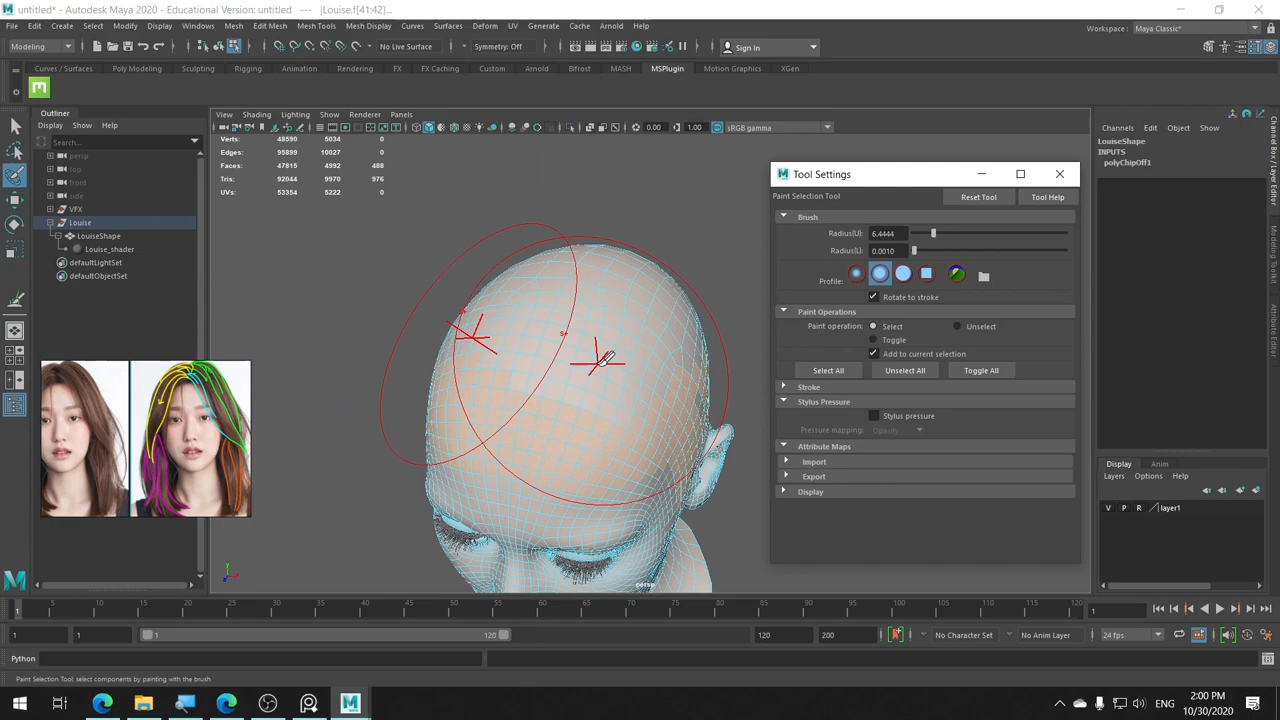 untitled* - Autodesk Maya 2020 - Educational Version: untitled --- |Louise.f[41:42]...
File Edit Create Select Modify Display Windows Mesh Edit Mesh Mesh Tools Mesh Display Curves Surfaces Deform UV Generate Cache Arnold Help
Workspace: Maya Classic*
Modeling No Live Surface Symmetry: Off Sign In
Curves / Surfaces Poly Modeling Sculpting Rigging Animation Rendering FX FX Caching Custom Arnold Bifrost MASH MSPlugin Motion Graphics XGen
Outliner
Display Show Help
Search...
persp
top
front
side
VFX
Louise
LouiseShape
Louise_shader
defaultLightSet
defaultObjectSet
View Shading Lighting Show Renderer Panels
0.00 1.00 sRGB gamma
Verts: 48590 5034 0
Edges: 95899 10027 0
Faces: 47815 4992 488
Tris: 92044 9970 976
UVs: 53354 5222 0
persp
Tool Settings
Paint Selection Tool Reset Tool Tool Help
Brush
Radius(U): 6.4444
Radius(L): 0.0010
Profile:
Rotate to stroke
Paint Operations
Paint operation: Select Unselect
Toggle
Add to current selection
Select All Unselect All Toggle All
Stroke
Stylus Pressure
Stylus pressure
Pressure mapping: Opacity
Attribute Maps
Import
Export
Display
Channels Edit Object Show
LouiseShape
INPUTS
polyChipOff1
Channel Box / Layer Editor
Display Anim
Layers Options Help
V P R layer1
5 10 15 20 25 30 35 40 45 50 55 60 65 70 75 80 85 90 95 100 105 110 115 120 1
1 1 1 120 120 200 No Character Set No Anim Layer 24 fps
Python
Paint Selection Tool: select components by painting with the brush
ENG
2:00 PM
10/30/2020